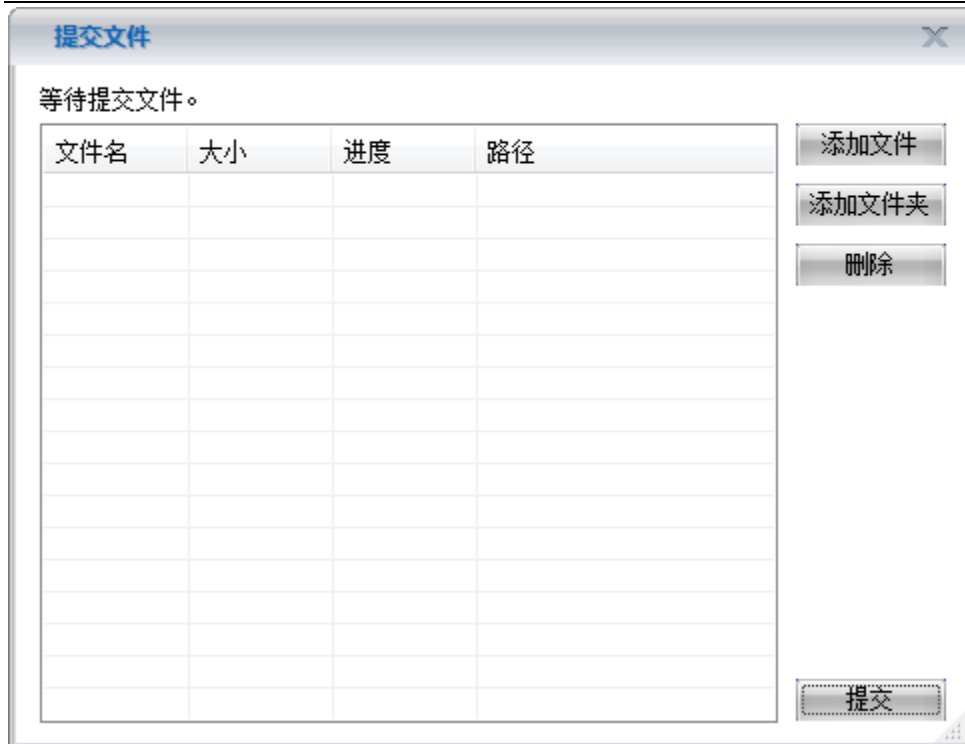 提交文件
等待提交文件。
文件名 大小 进度 路径
添加文件
添加文件夹
删除
提交